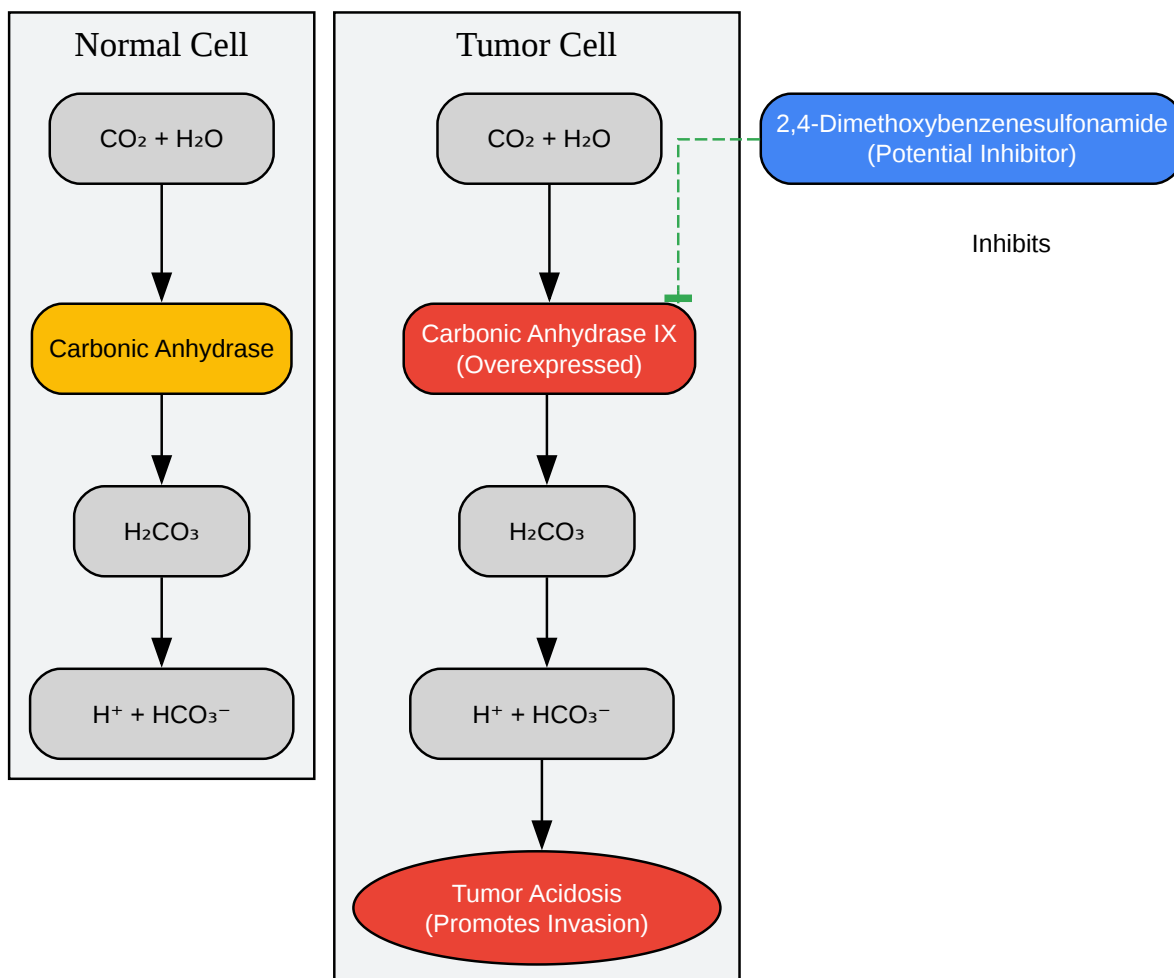 Normal Cell
CO₂ + H₂O
Carbonic Anhydrase
H₂CO₃
H⁺ + HCO₃⁻
Tumor Cell
CO₂ + H₂O
Carbonic Anhydrase IX
(Overexpressed)
H₂CO₃
H⁺ + HCO₃⁻
Tumor Acidosis
(Promotes Invasion)
2,4-Dimethoxybenzenesulfonamide
(Potential Inhibitor)
Inhibits